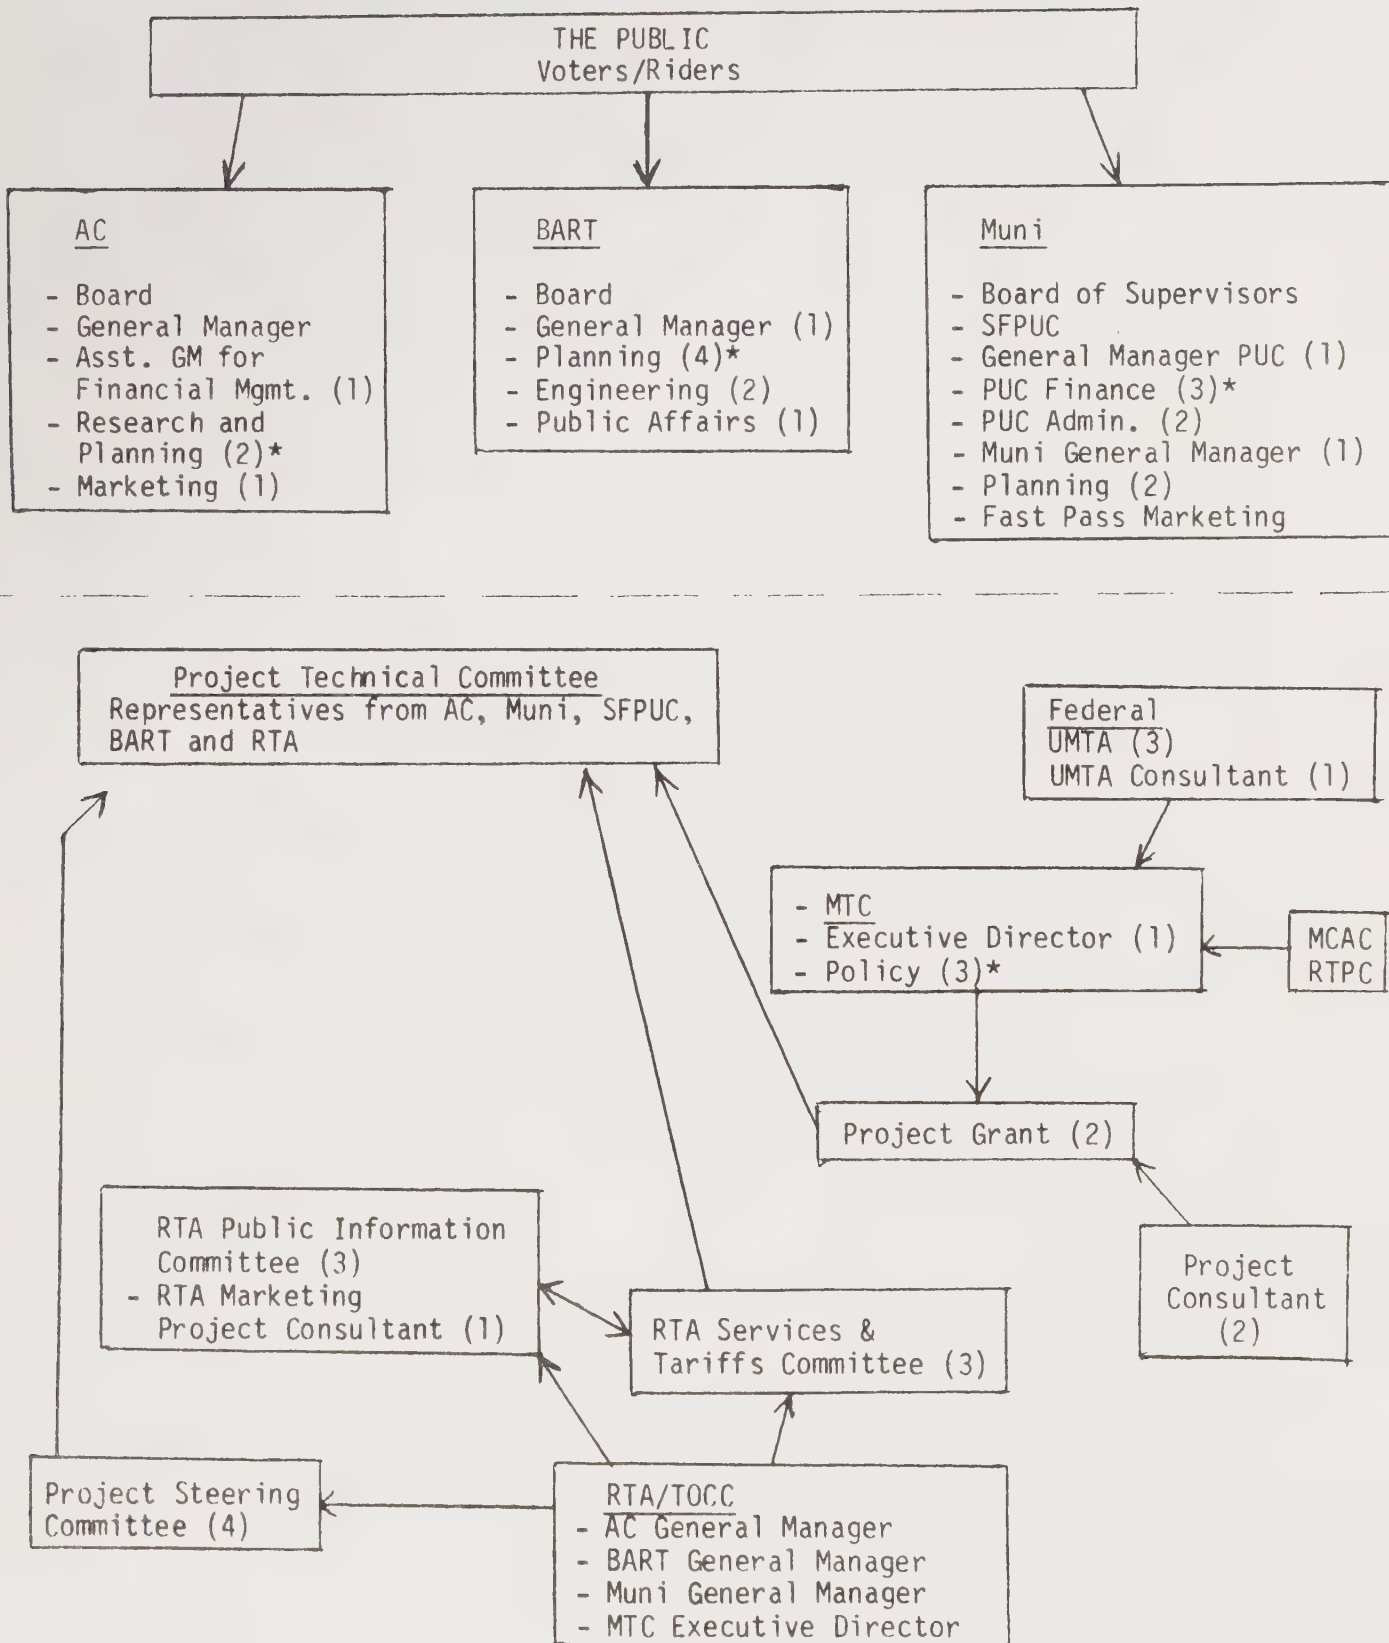 THE PUBLIC
Voters/Riders
AC
- Board
- General Manager
- Asst. GM for
Financial Mgmt. (1)
- Research and
Planning (2)*
- Marketing (1)
BART
- Board
- General Manager (1)
- Planning (4)*
- Engineering (2)
- Public Affairs (1)
Muni
- Board of Supervisors
- SFPUC
- General Manager PUC (1)
- PUC Finance (3)*
- PUC Admin. (2)
- Muni General Manager (1)
- Planning (2)
- Fast Pass Marketing
Project Technical Committee
Representatives from AC, Muni, SFPUC,
BART and RTA
Federal
UMTA (3)
UMTA Consultant (1)
- MTC
- Executive Director (1)
- Policy (3)*
MCAC
RTPC
Project Grant (2)
Project
Consultant
(2)
RTA Public Information
Committee (3)
- RTA Marketing
Project Consultant (1)
RTA Services &
Tariffs Committee (3)
Project Steering
Committee (4)
RTA/TOCC
- AC General Manager
- BART General Manager
- Muni General Manager
- MTC Executive Director